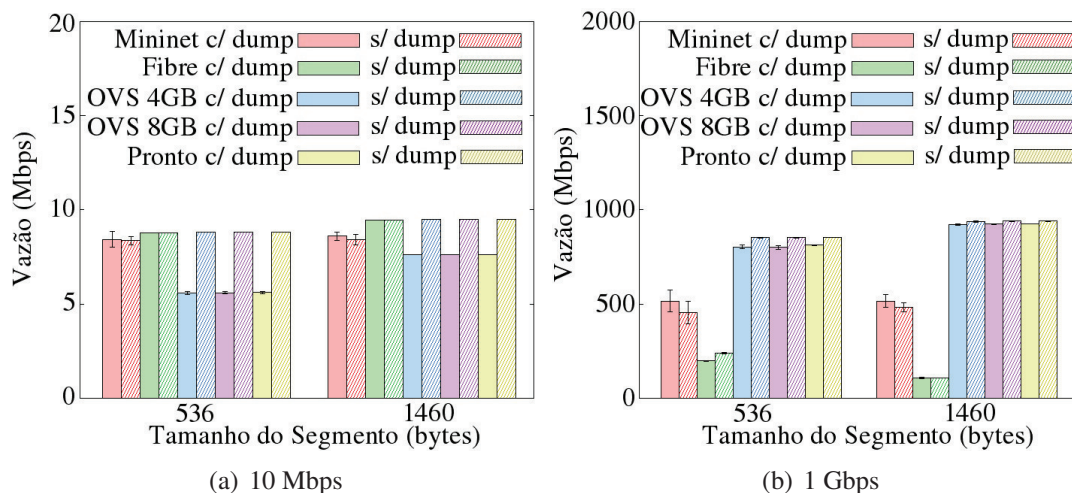 20
15
10
5
0
Vazão (Mbps)
Mininet c/ dump s/ dump
Fibre c/ dump s/ dump
OVS 4GB c/ dump s/ dump
OVS 8GB c/ dump s/ dump
Pronto c/ dump s/ dump
536 1460
Tamanho do Segmento (bytes)
(a) 10 Mbps
2000
1500
1000
500
0
Vazão (Mbps)
Mininet c/ dump s/ dump
Fibre c/ dump s/ dump
OVS 4GB c/ dump s/ dump
OVS 8GB c/ dump s/ dump
Pronto c/ dump s/ dump
536 1460
Tamanho do Segmento (bytes)
(b) 1 Gbps